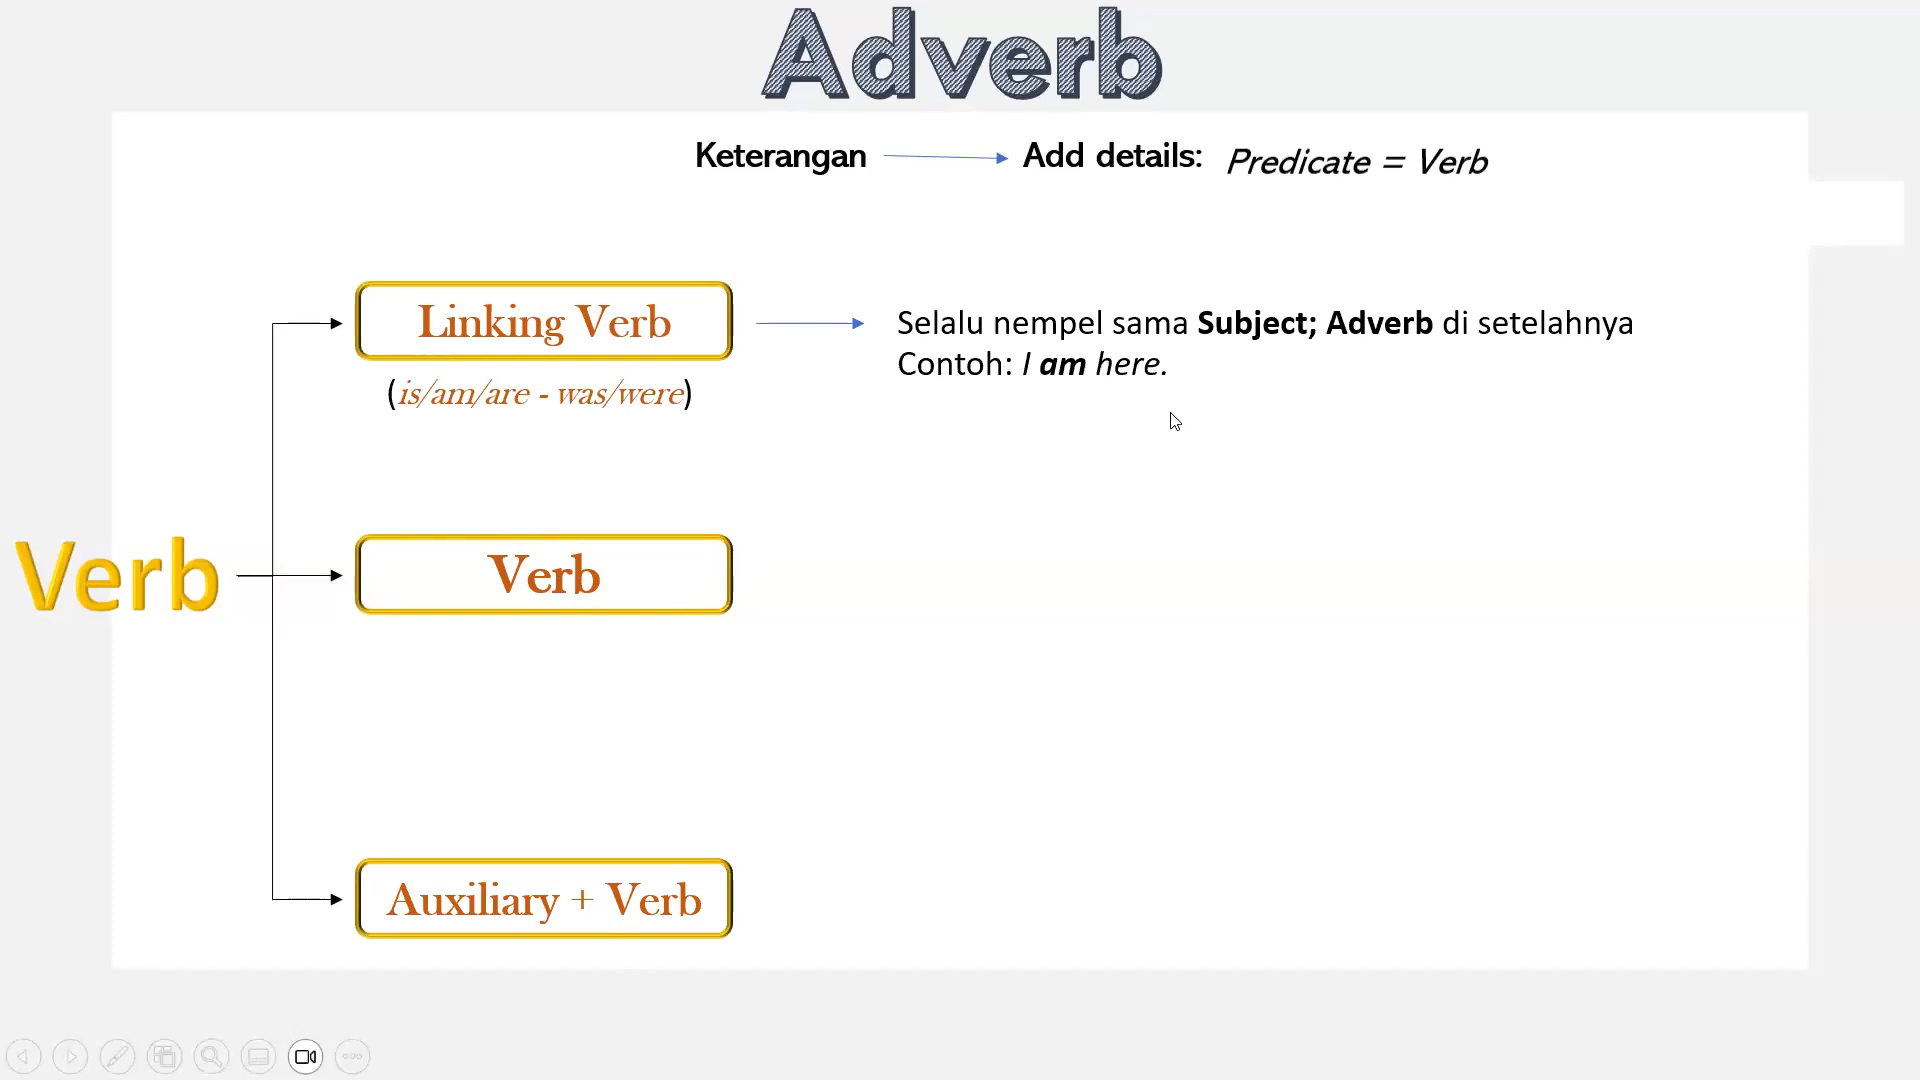 Adverb
Keterangan Add details: Predicate = Verb
Linking Verb
(is/am/are - was/were)
Selalu nempel sama Subject; Adverb di setelahnya
Contoh: I am here.
Verb
Verb
Auxiliary + Verb